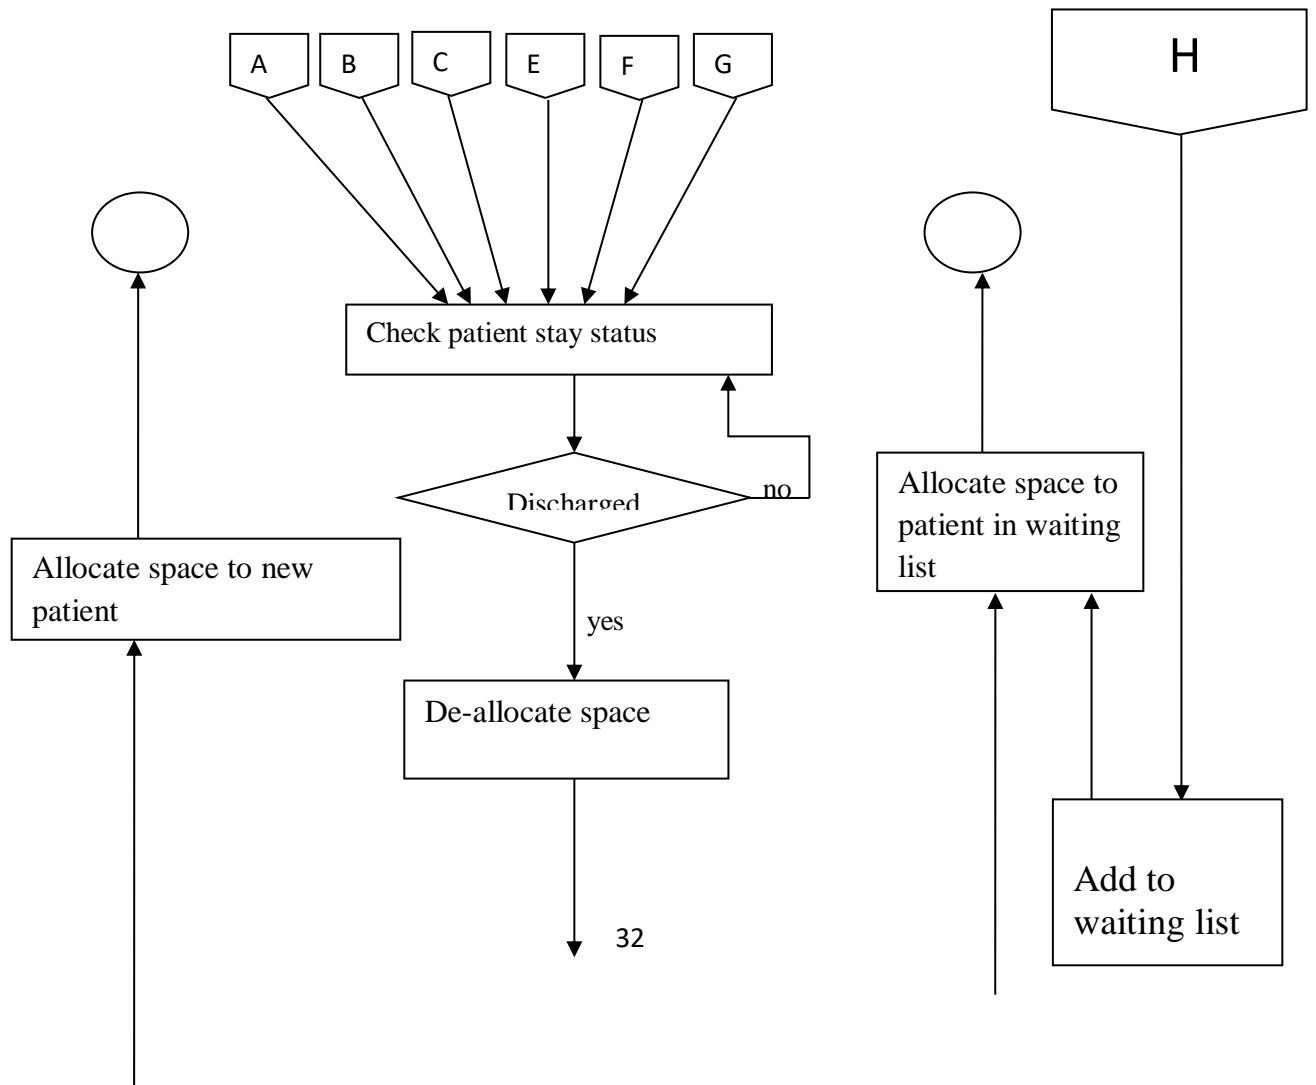 A
B
C
E
F
G
H
Check patient stay status
Discharged
no
Allocate space to
patient in waiting
list
Allocate space to new
patient
yes
De-allocate space
Add to
waiting list
32